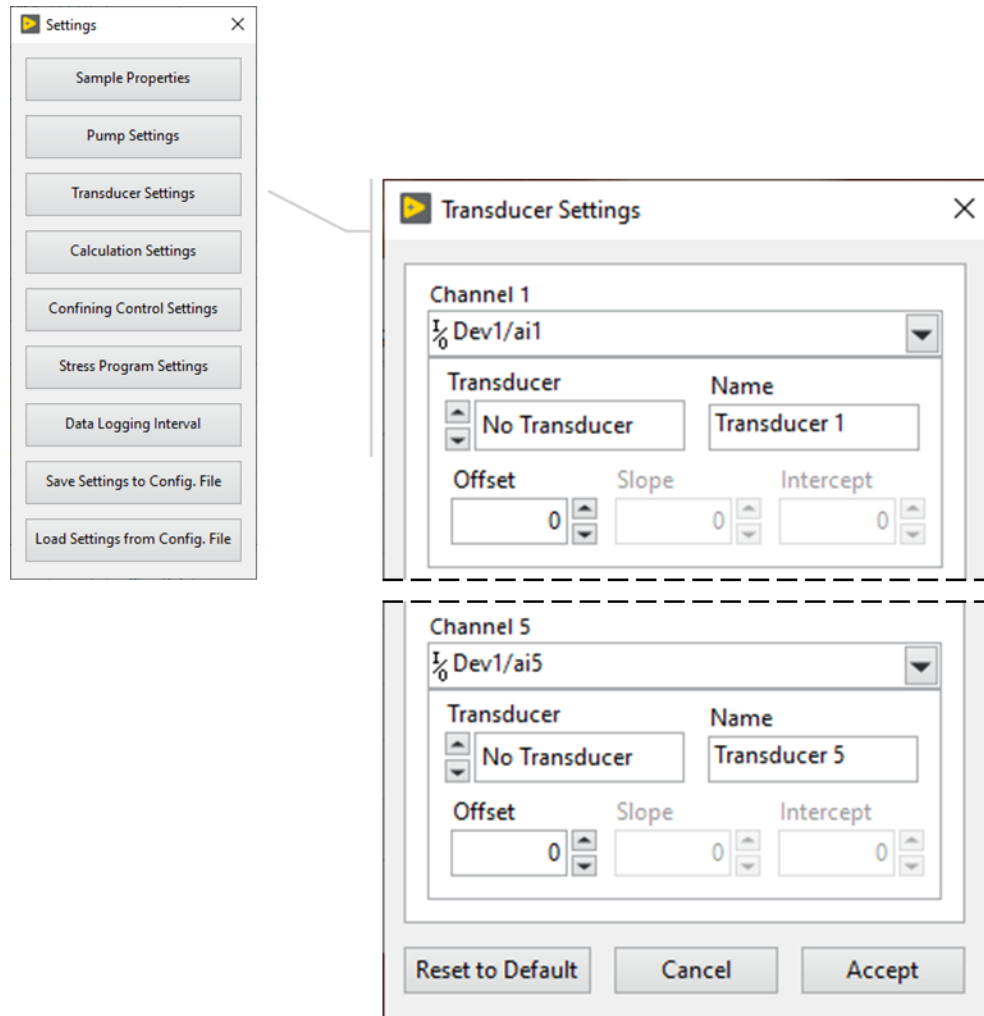 Settings
Sample Properties
Pump Settings
Transducer Settings
Calculation Settings
Confining Control Settings
Stress Program Settings
Data Logging Interval
Save Settings to Config. File
Load Settings from Config. File
Transducer Settings
Channel 1
I/O Dev1/ai1
Transducer Name
No Transducer Transducer 1
Offset Slope Intercept
0 0 0
Channel 5
I/O Dev1/ai5
Transducer Name
No Transducer Transducer 5
Offset Slope Intercept
0 0 0
Reset to Default Cancel Accept